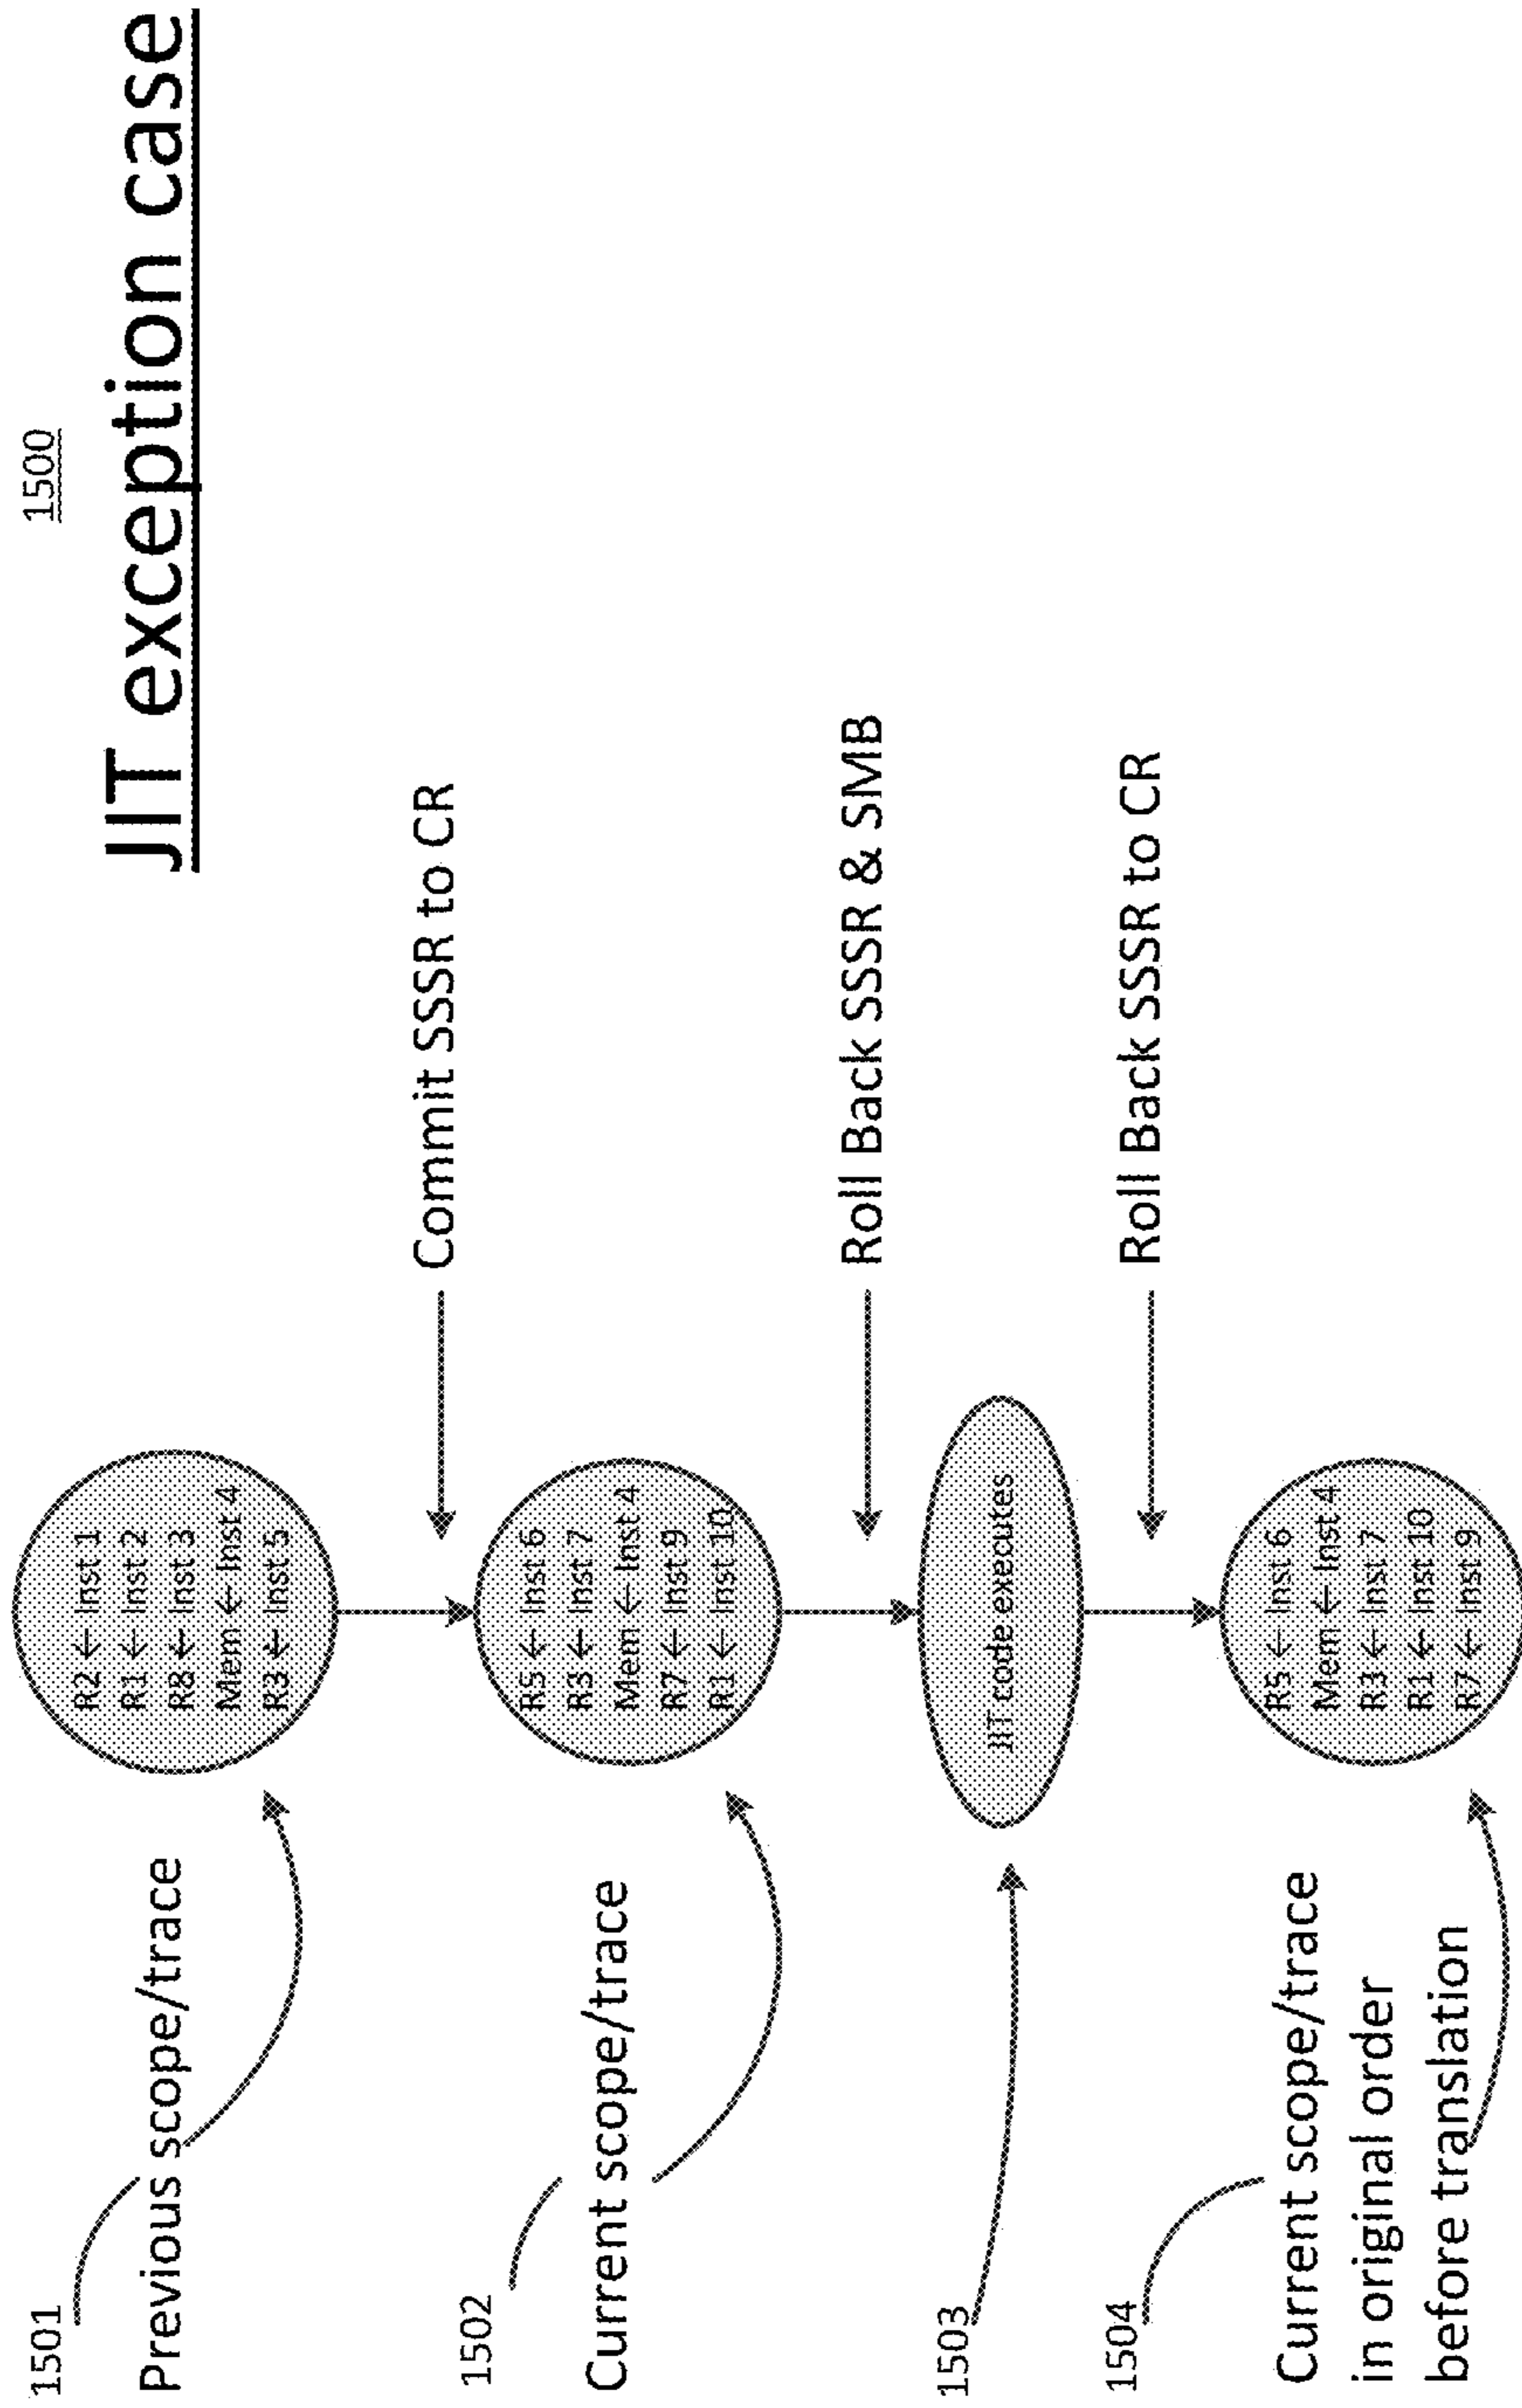 1500
JIT exception case
1501
Previous scope/trace
R2 ← Inst 1
R1 ← Inst 2
R8 ← Inst 3
Mem ← Inst 4
R3 ← Inst 5
Commit SSSR to CR
1502
Current scope/trace
R5 ← Inst 6
R3 ← Inst 7
Mem ← Inst 4
R7 ← Inst 9
R1 ← Inst 10
Roll Back SSSR & SMB
1503
JIT code executes
Roll Back SSSR to CR
1504
Current scope/trace
in original order
before translation
R5 ← Inst 6
Mem ← Inst 4
R3 ← Inst 7
R1 ← Inst 10
R7 ← Inst 9